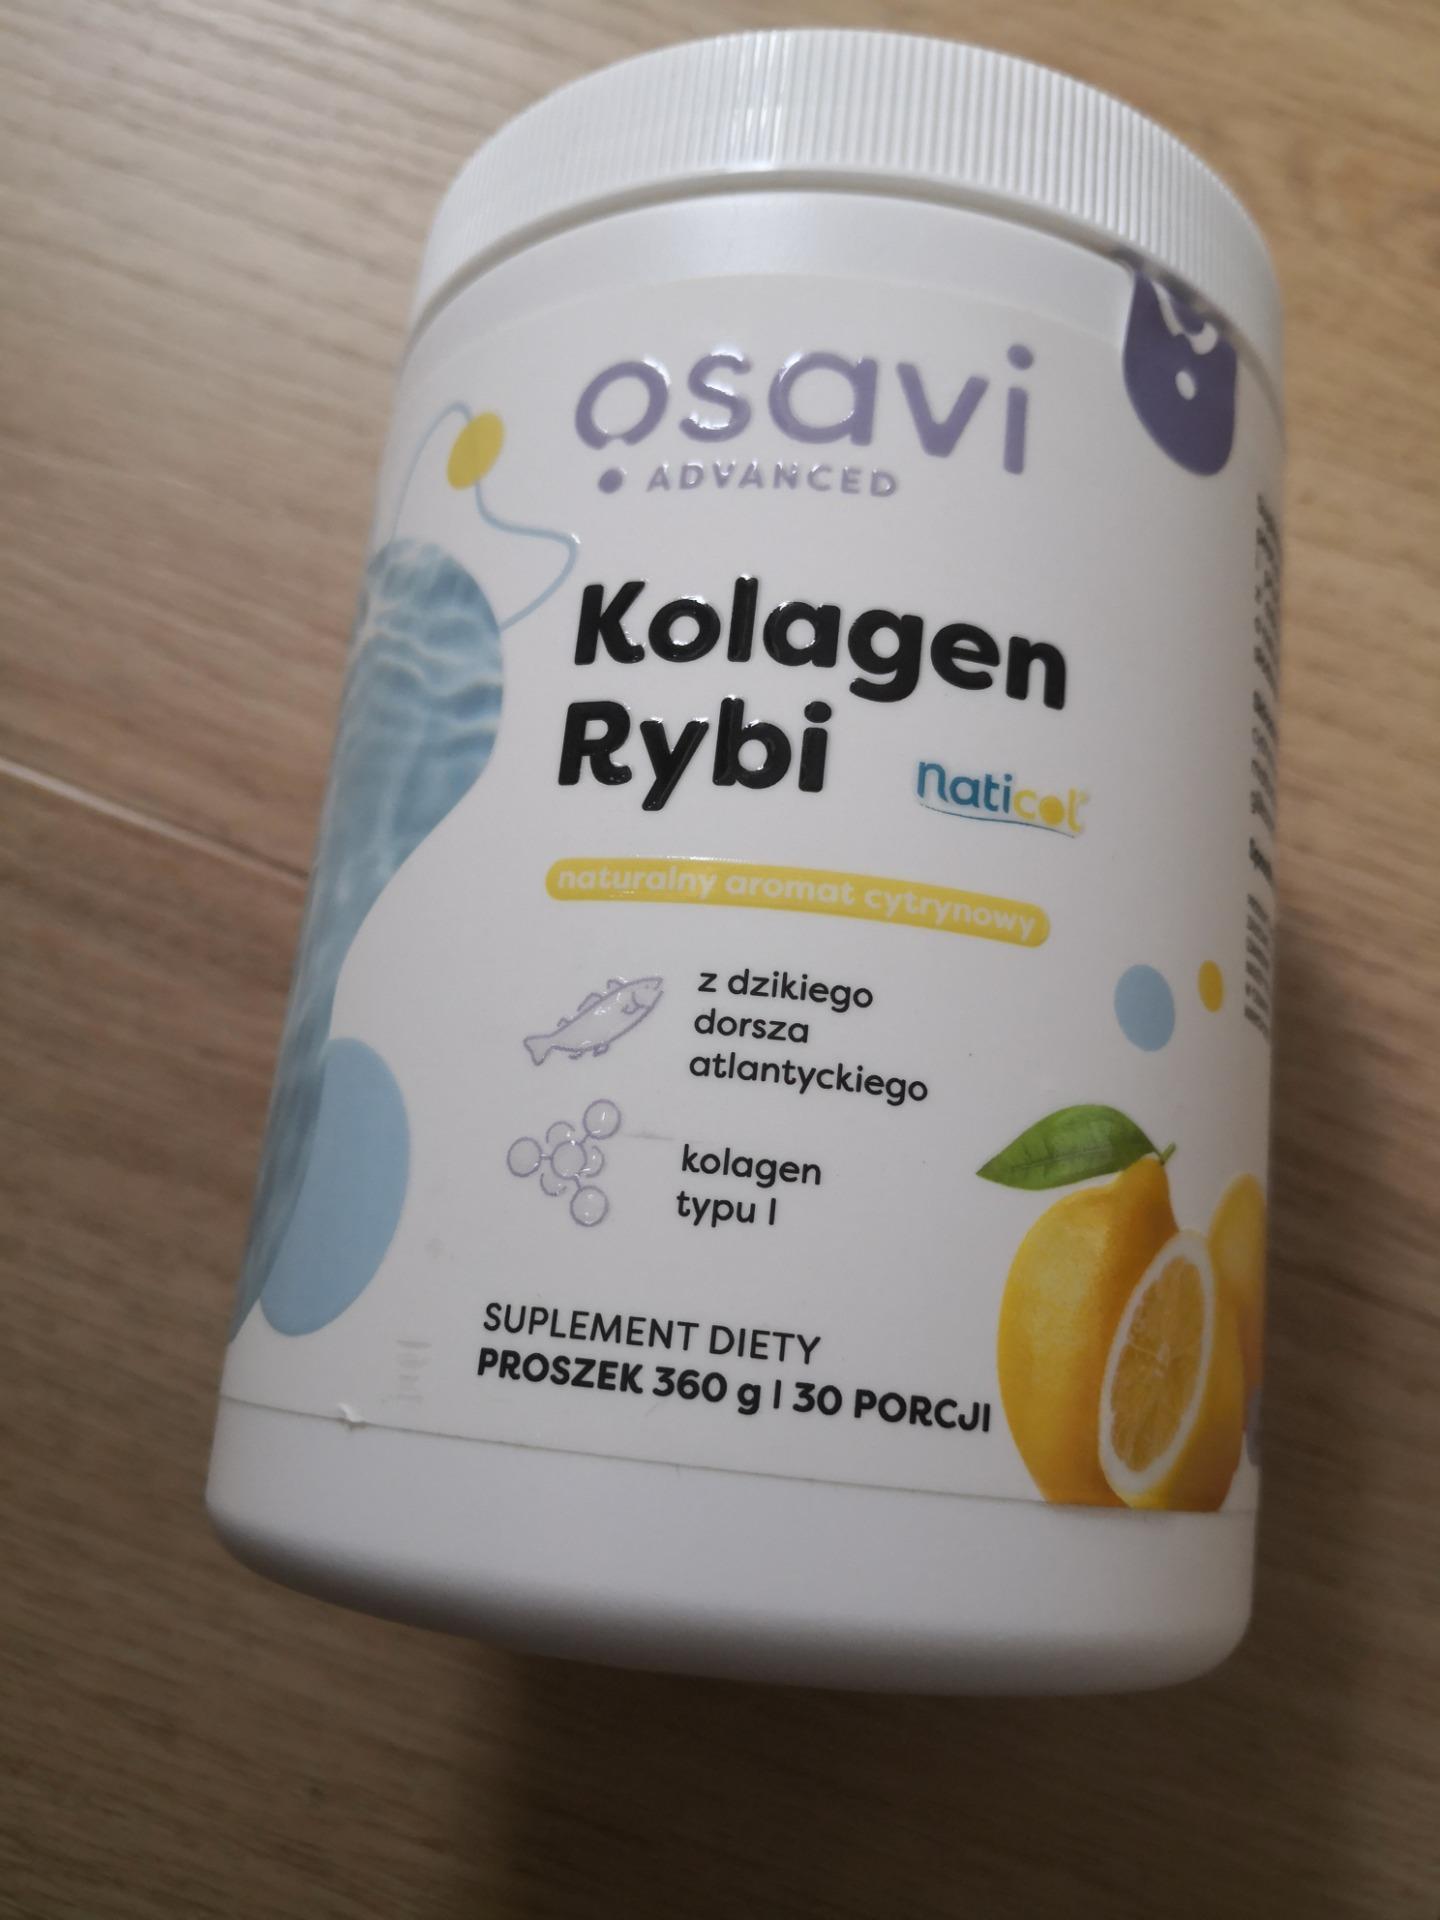 osavi
ADVANCED
Kolagen
Rybi
Naticol®
naturalny aromat cytrynowy
z dzikiego
dorsza
atlantyckiego
kolagen
typu I
SUPLEMENT DIETY
PROSZEK 360 g | 30 PORCJI